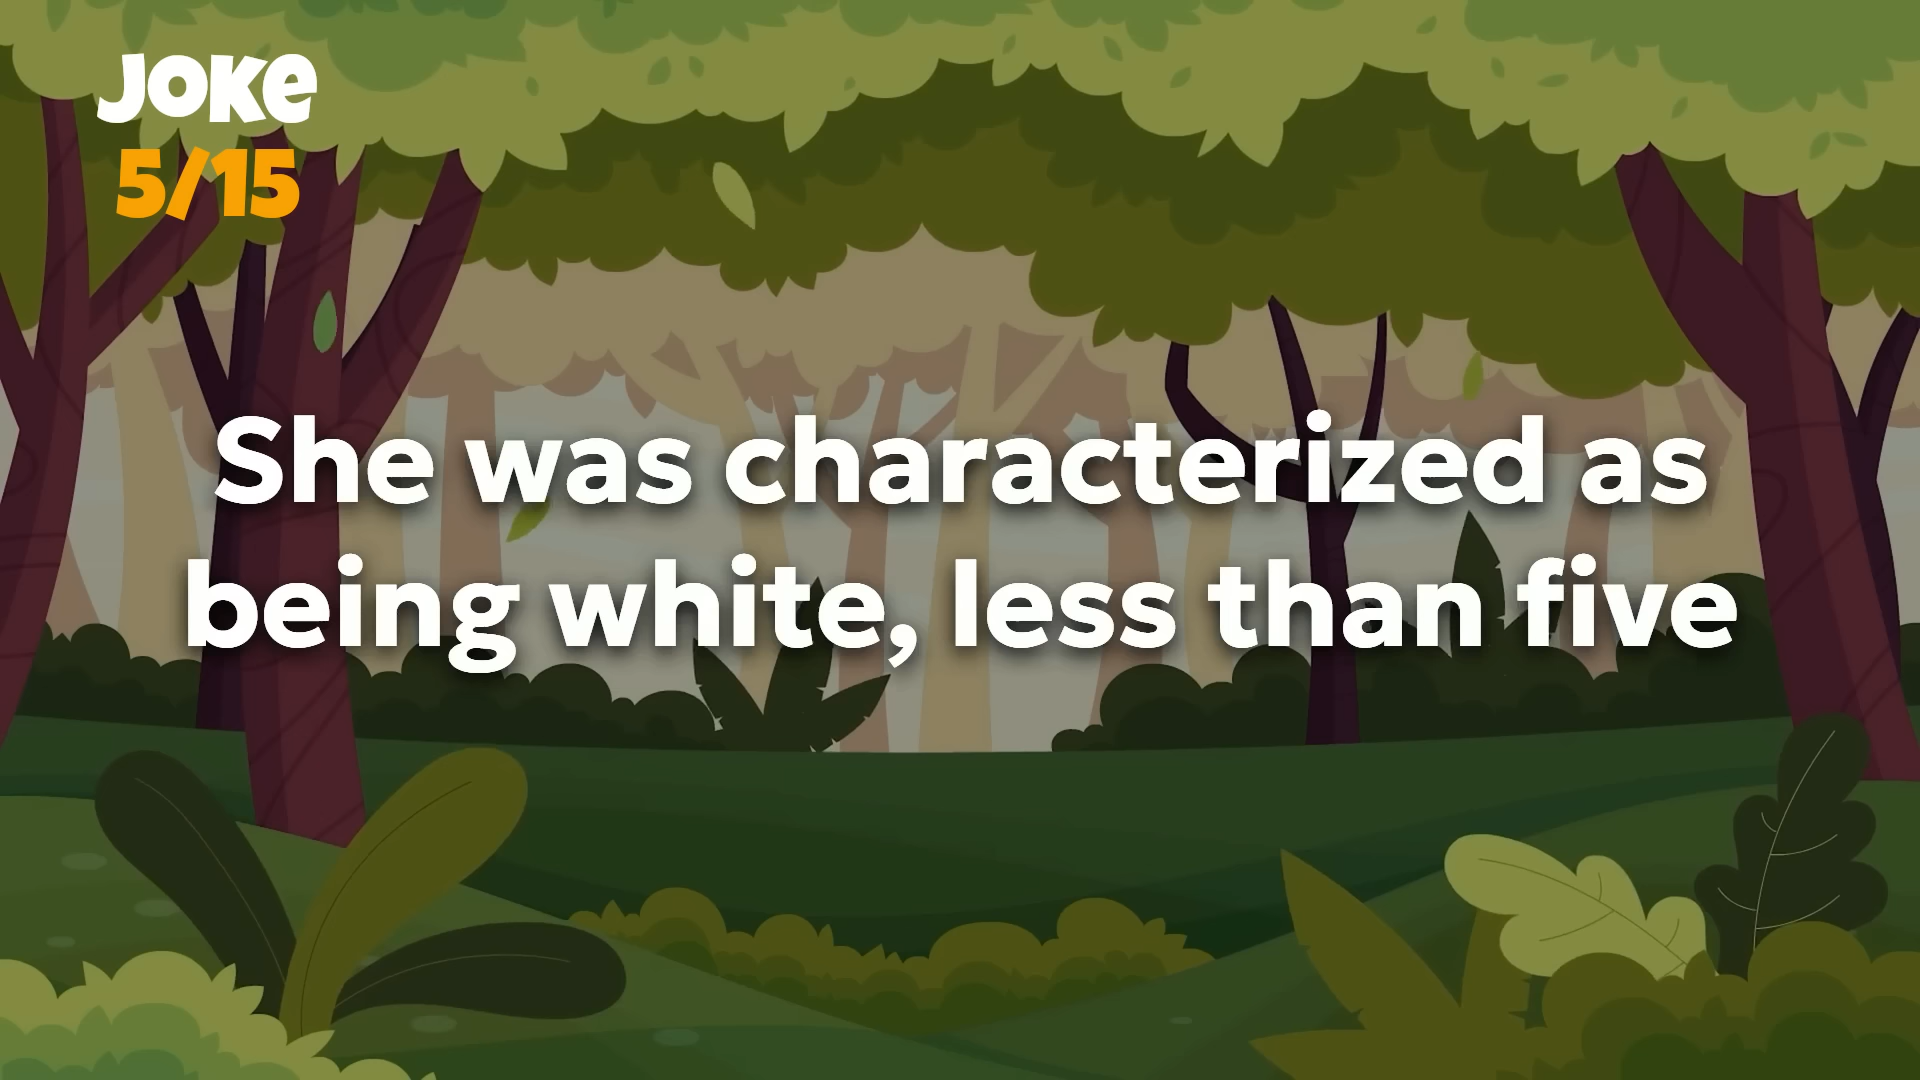 Joke
5/15
She was characterized as
being white, less than five